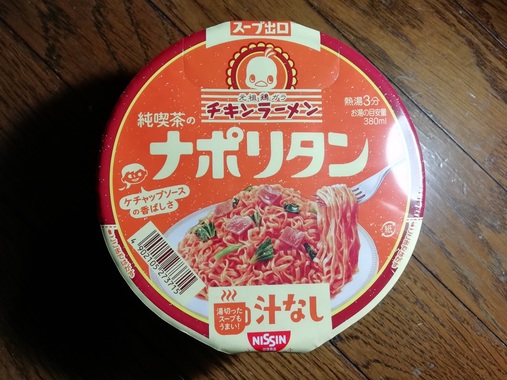 スープ出口
元祖鶏ガラ
チキンラーメン
熱湯3分
お湯の目安量
380ml
純喫茶の
ナポリタン
ケチャップソース
の香ばしさ
4902105273715
湯切った
スープも
うまい!
汁なし
NISSIN